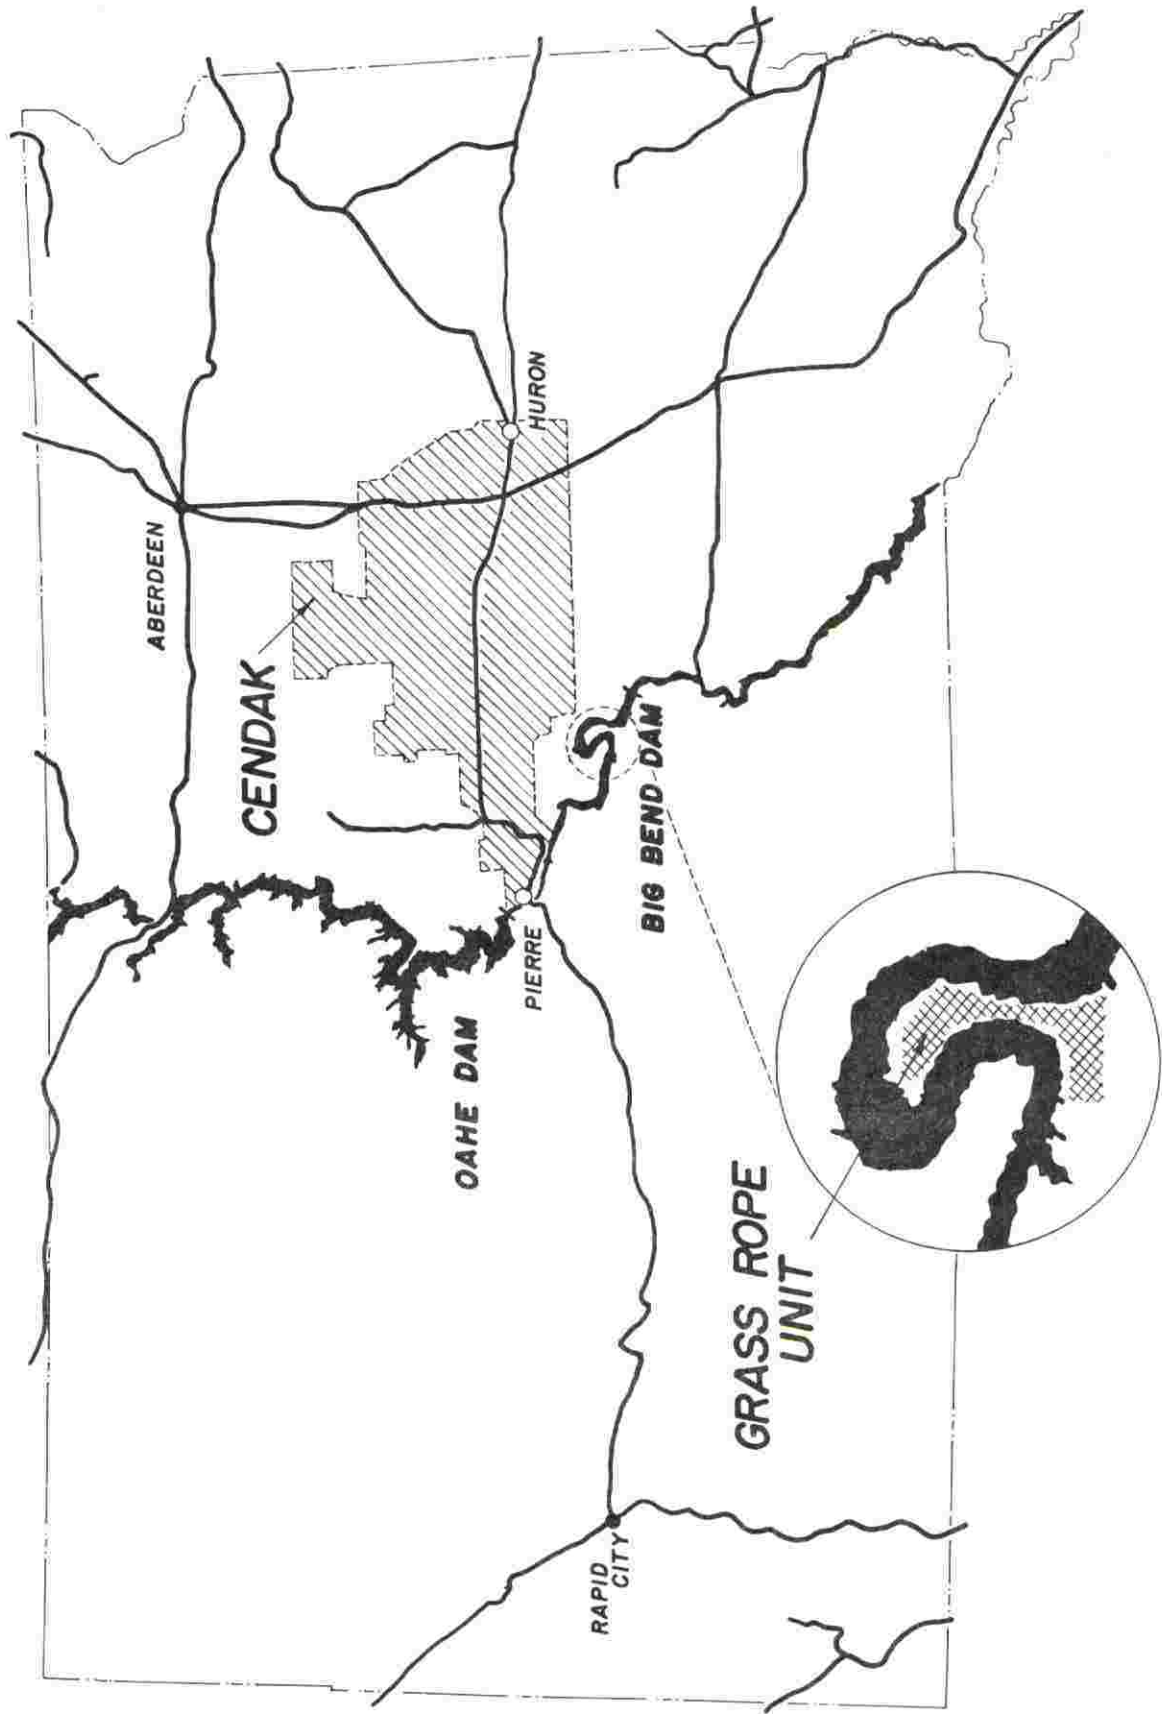 ABERDEEN
CENDAK
HURON
OAHE DAM
PIERRE
BIG BEND DAM
RAPID
CITY
GRASS ROPE
UNIT